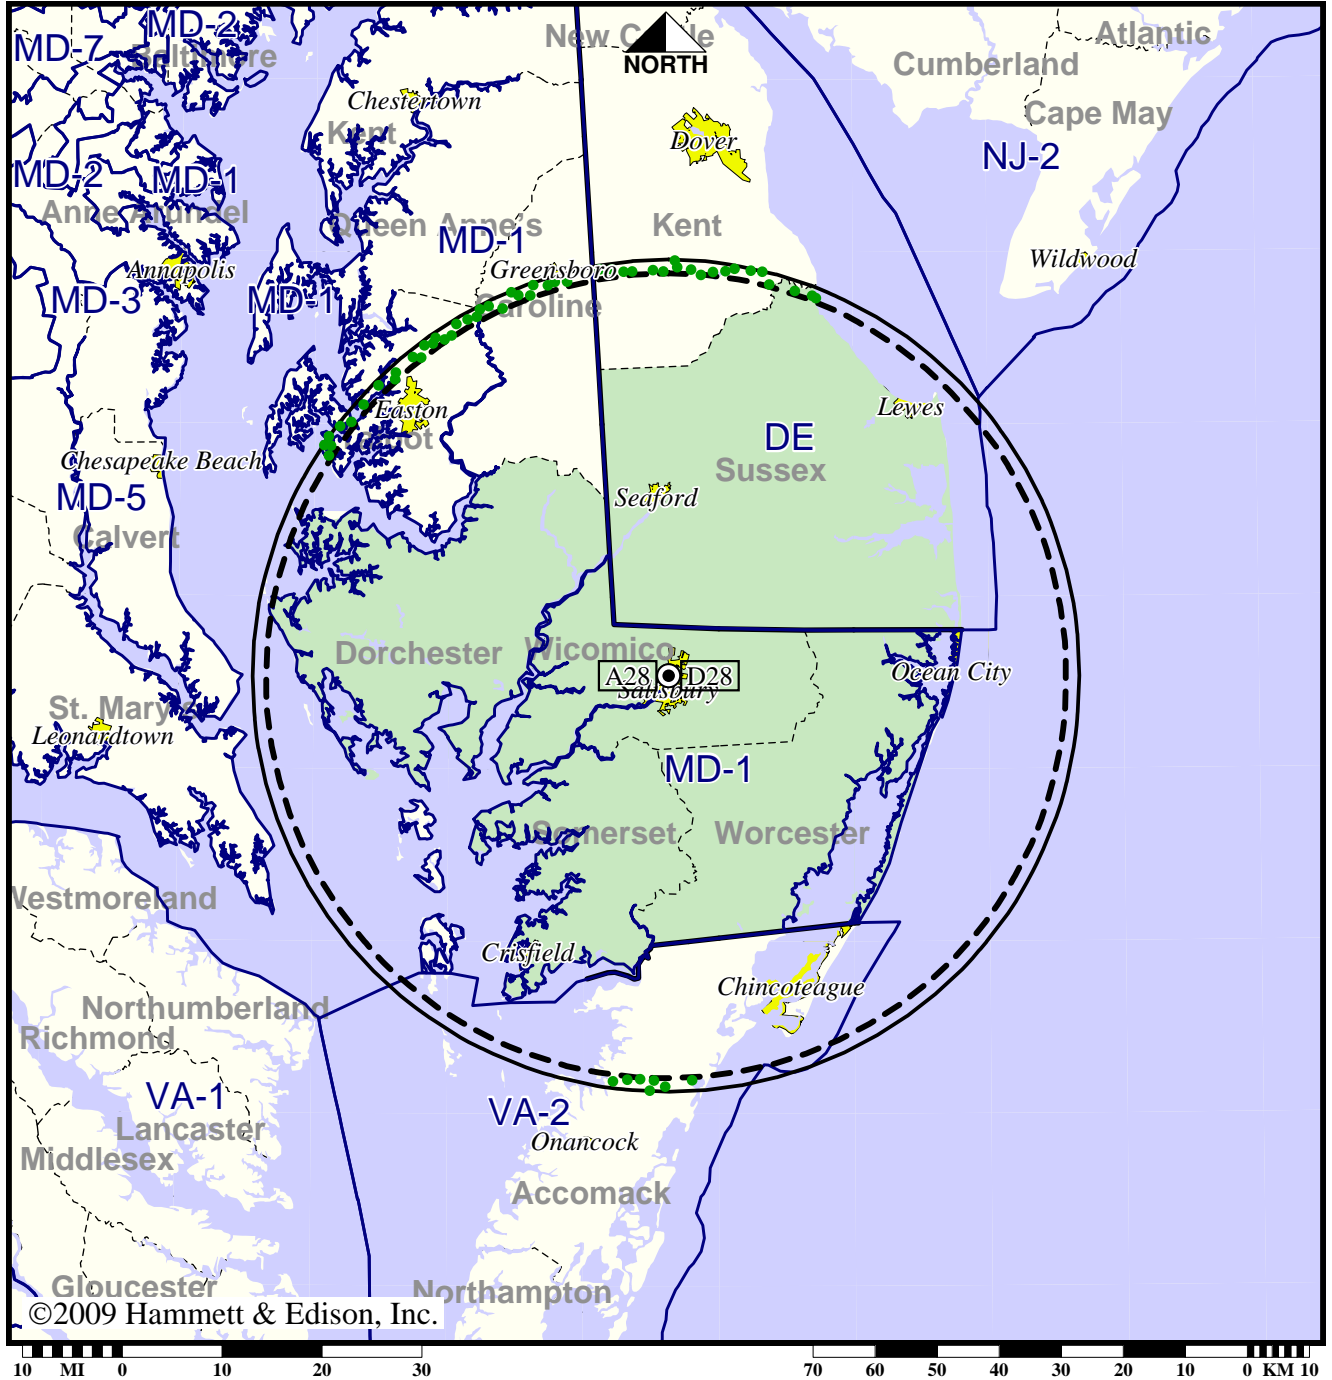 MD-2
New Castle
Atlantic
MD-7
Baltimore
NORTH
Cumberland
Chestertown
Kent
Cape May
Dover
MD-2
MD-1
NJ-2
Anne Arundel
Queen Anne's
MD-1
Kent
Annapolis
Greensboro
Wildwood
MD-3
MD-1
Caroline
Easton
Talbot
Lewes
DE
Chesapeake Beach
Sussex
MD-5
Seaford
Calvert
Dorchester
Wicomico
A28
D28
Ocean City
Salisbury
St. Mary's
Leonardtown
MD-1
Somerset
Worcester
Westmoreland
Crisfield
Chincoteague
Northumberland
Richmond
VA-1
VA-2
Lancaster
Onancock
Middlesex
Accomack
Gloucester
Northampton
©2009 Hammett & Edison, Inc.
10 MI 0 10 20 30
70 60 50 40 30 20 10 0 KM 10